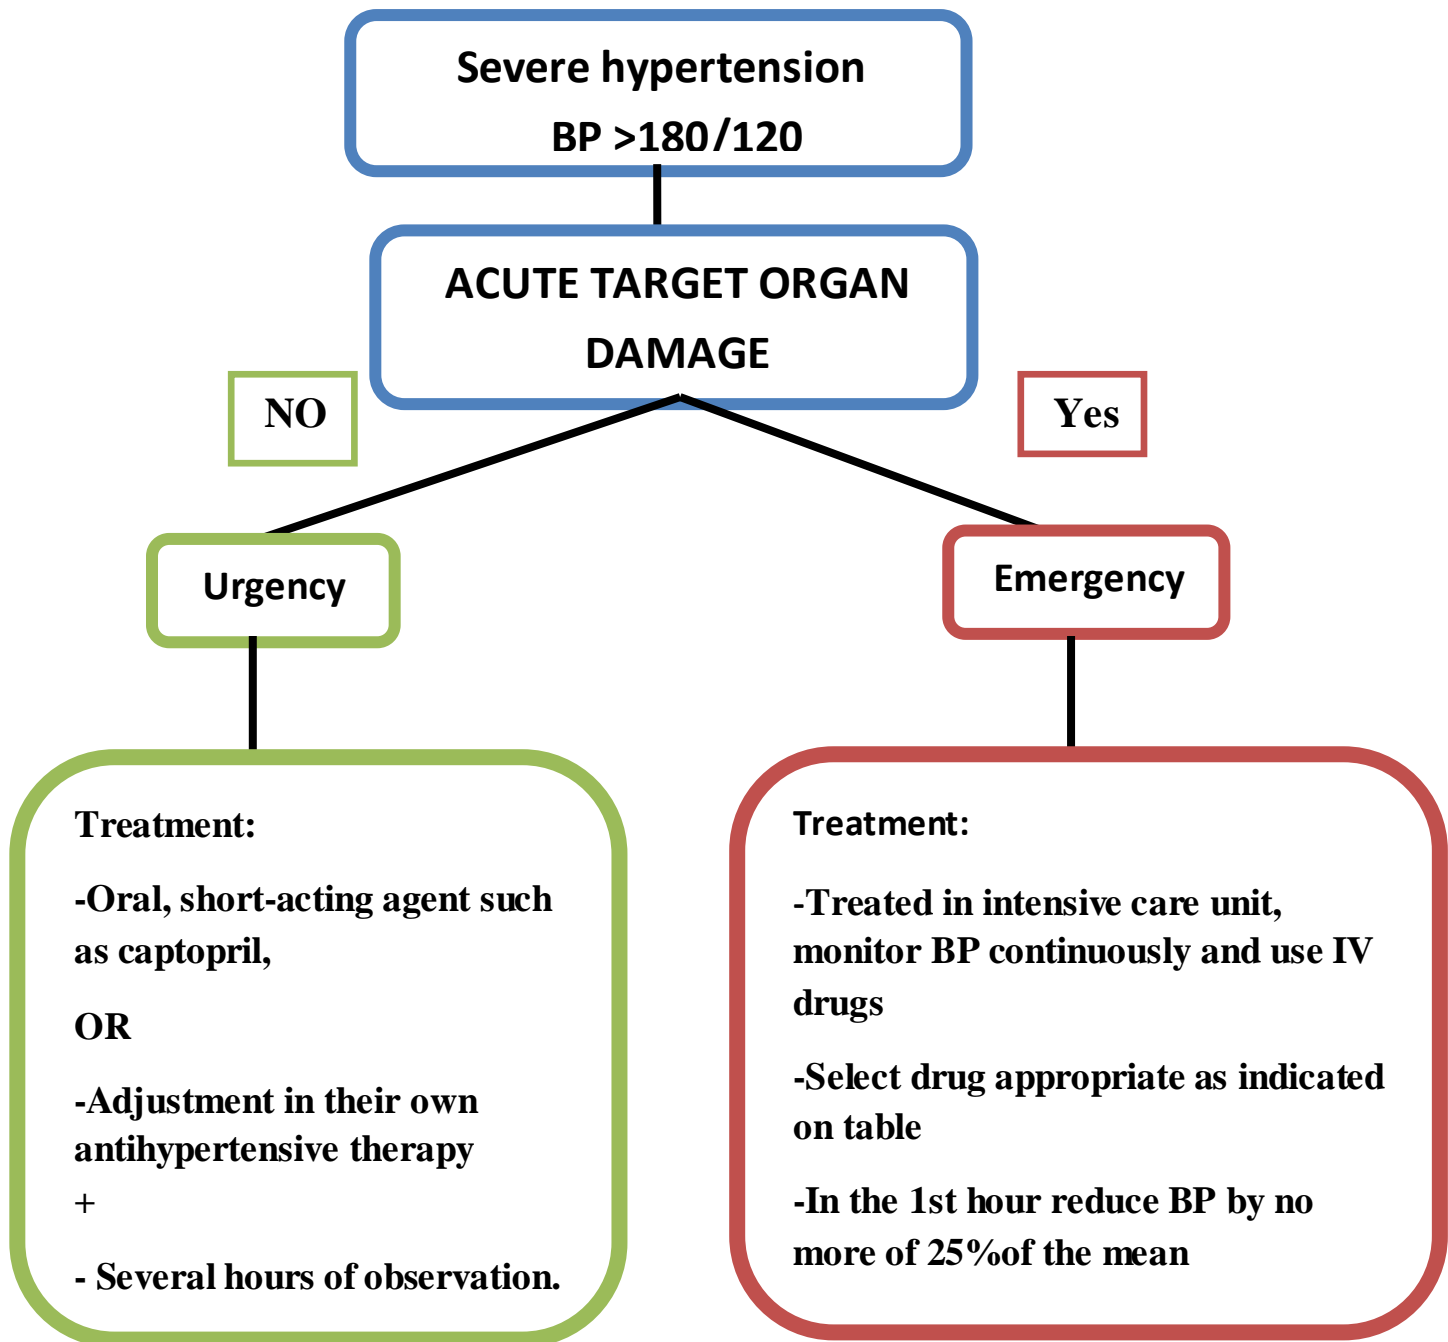 Severe hypertension
BP >180/120
ACUTE TARGET ORGAN
DAMAGE
NO
Yes
Urgency
Emergency
Treatment:
-Oral, short-acting agent such
as captopril,
OR
-Adjustment in their own
antihypertensive therapy
+
- Several hours of observation.
Treatment:
-Treated in intensive care unit,
monitor BP continuously and use IV
drugs
-Select drug appropriate as indicated
on table
-In the 1st hour reduce BP by no
more of 25%of the mean